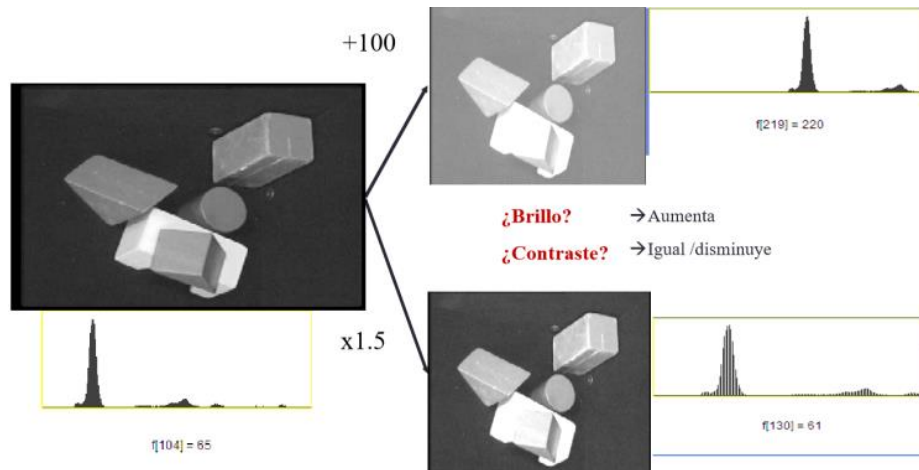 +100
f[219] = 220
¿Brillo? →Aumenta
¿Contraste? →Igual /disminuye
x1.5
f[104] = 65
f[130] = 61